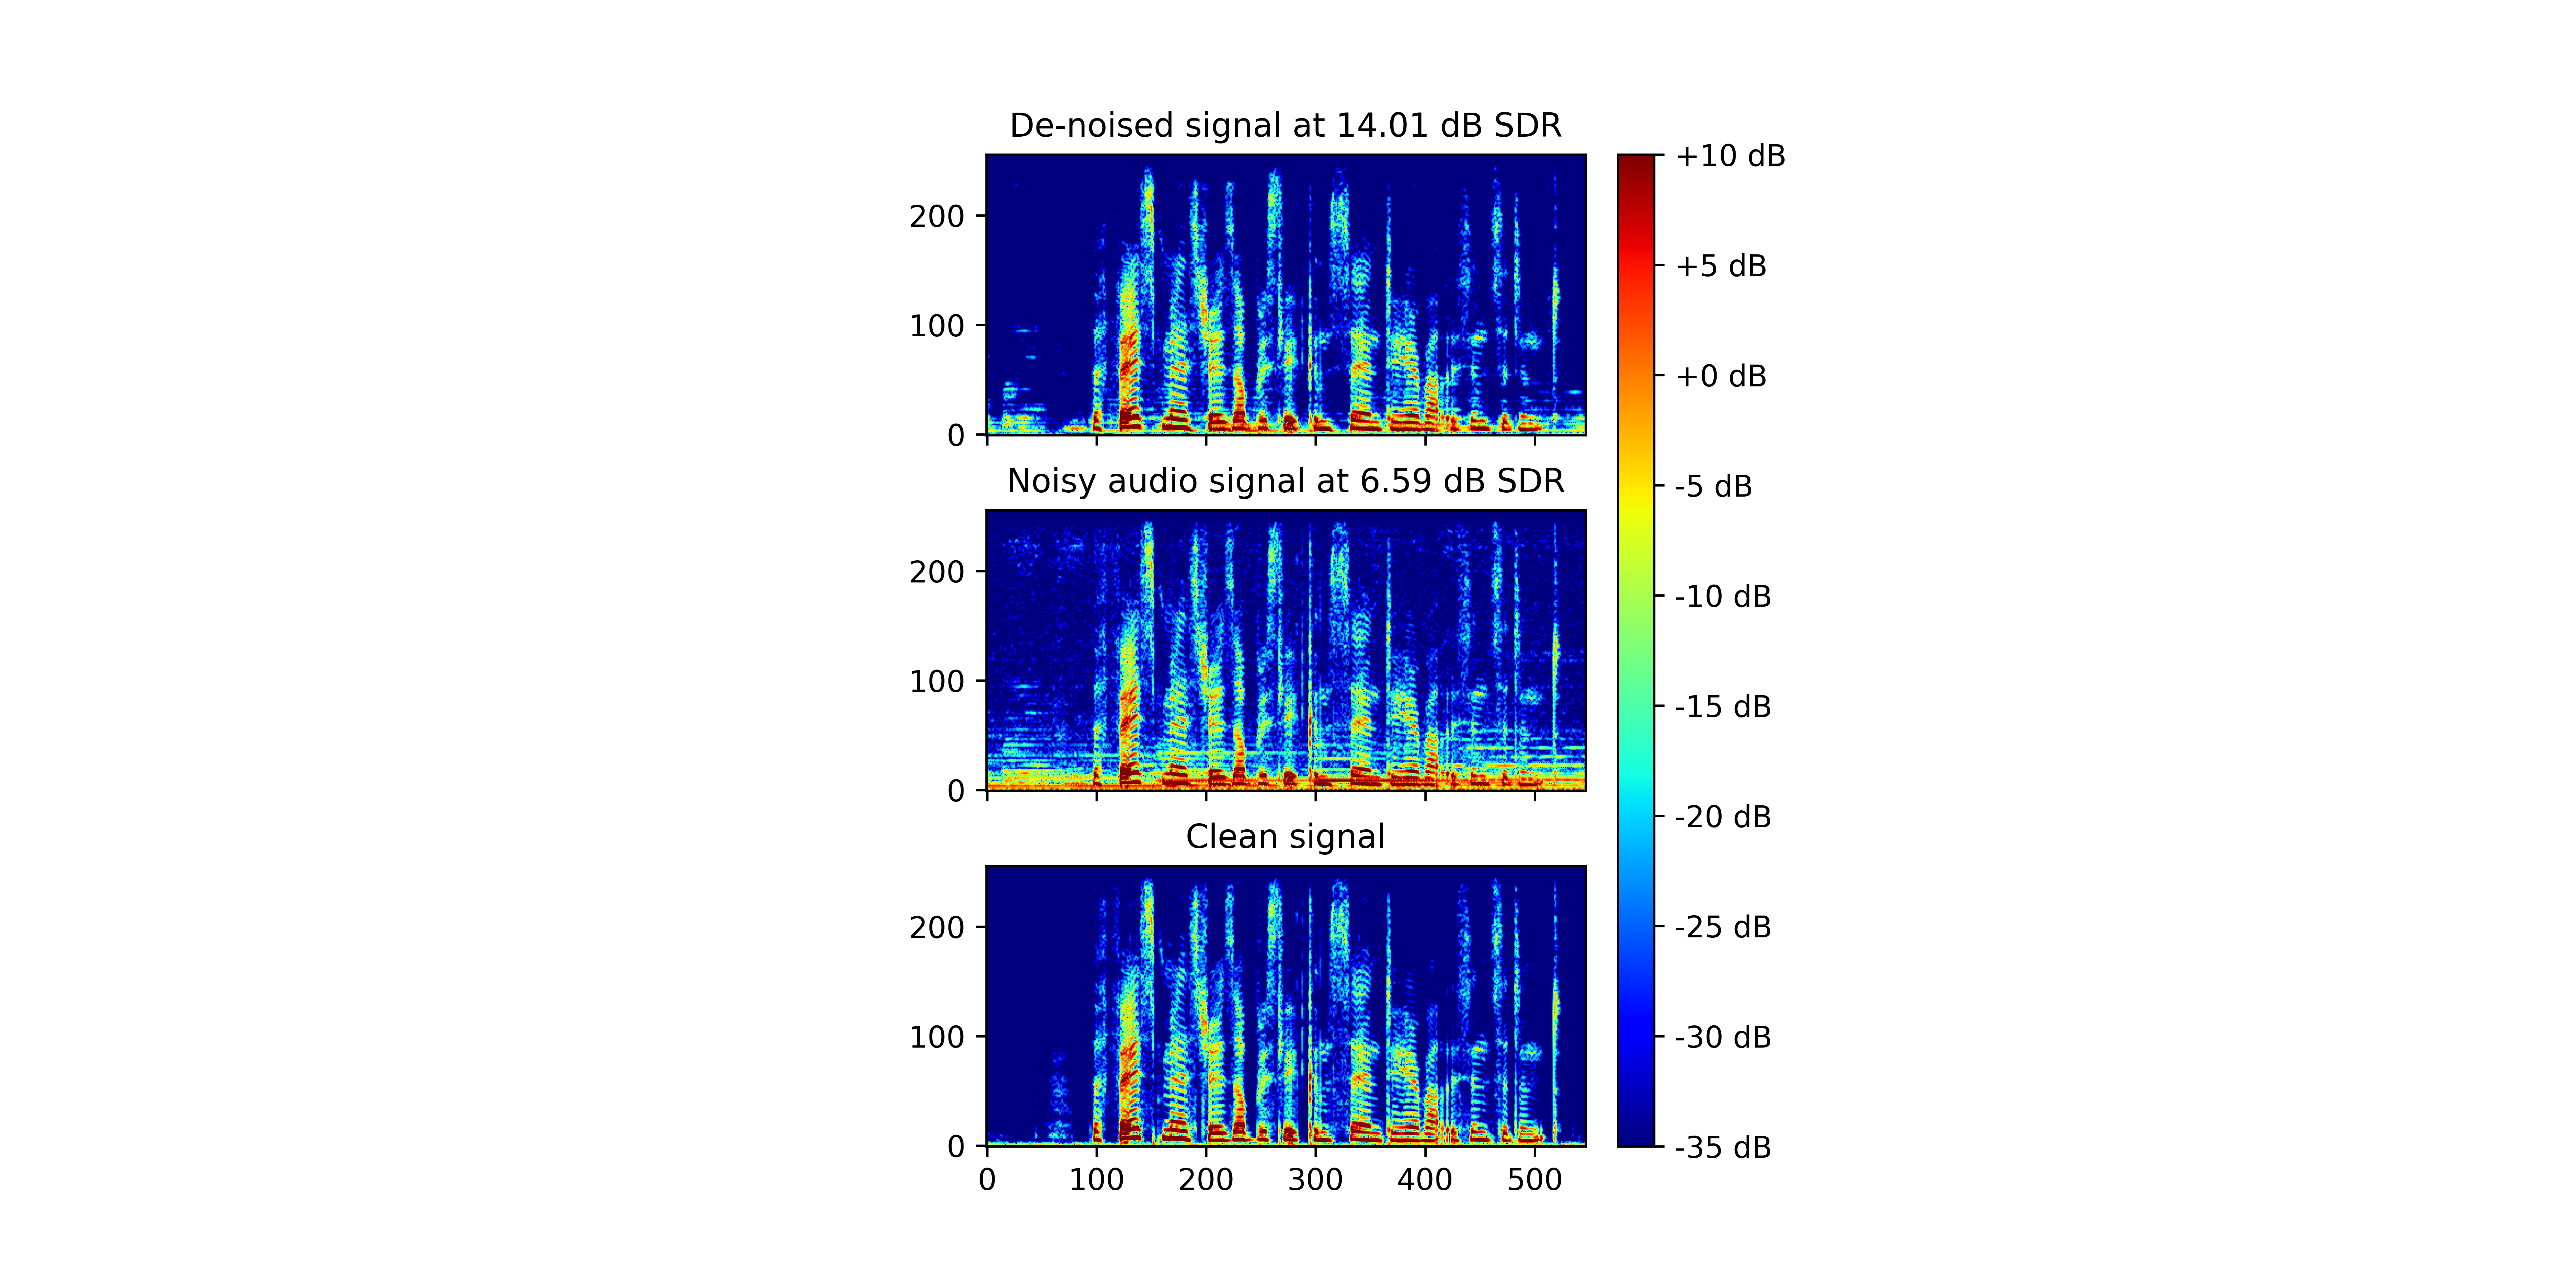 De-noised signal at 14.01 dB SDR
200
100
0
Noisy audio signal at 6.59 dB SDR
200
100
0
Clean signal
200
100
0
0 100 200 300 400 500
+10 dB
+5 dB
+0 dB
-5 dB
-10 dB
-15 dB
-20 dB
-25 dB
-30 dB
-35 dB